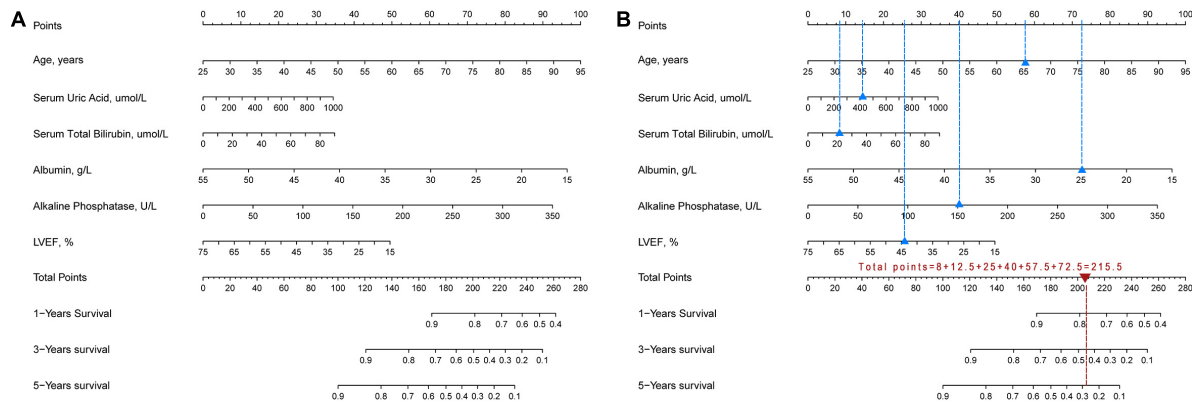 A
Points
0 10 20 30 40 50 60 70 80 90 100
Age, years
25 30 35 40 45 50 55 60 65 70 75 80 85 90 95
Serum Uric Acid, umol/L
0 200 400 600 800 1000
Serum Total Bilirubin, umol/L
0 20 40 60 80
Albumin, g/L
55 50 45 40 35 30 25 20 15
Alkaline Phosphatase, U/L
0 50 100 150 200 250 300 350
LVEF, %
75 65 55 45 35 25 15
Total Points
0 20 40 60 80 100 120 140 160 180 200 220 240 260 280
1-Years Survival
0.9 0.8 0.7 0.6 0.5 0.4
3-Years survival
0.9 0.8 0.7 0.6 0.5 0.4 0.3 0.2 0.1
5-Years survival
0.9 0.8 0.7 0.6 0.5 0.4 0.3 0.2 0.1
B
Points
0 10 20 30 40 50 60 70 80 90 100
Age, years
25 30 35 40 45 50 55 60 65 70 75 80 85 90 95
Serum Uric Acid, umol/L
0 200 400 600 800 1000
Serum Total Bilirubin, umol/L
0 20 40 60 80
Albumin, g/L
55 50 45 40 35 30 25 20 15
Alkaline Phosphatase, U/L
0 50 100 150 200 250 300 350
LVEF, %
75 65 55 45 35 25 15
Total points=8+12.5+25+40+57.5+72.5=215.5
Total Points
0 20 40 60 80 100 120 140 160 180 200 220 240 260 280
1-Years Survival
0.9 0.8 0.7 0.6 0.5 0.4
3-Years survival
0.9 0.8 0.7 0.6 0.5 0.4 0.3 0.2 0.1
5-Years survival
0.9 0.8 0.7 0.6 0.5 0.4 0.3 0.2 0.1